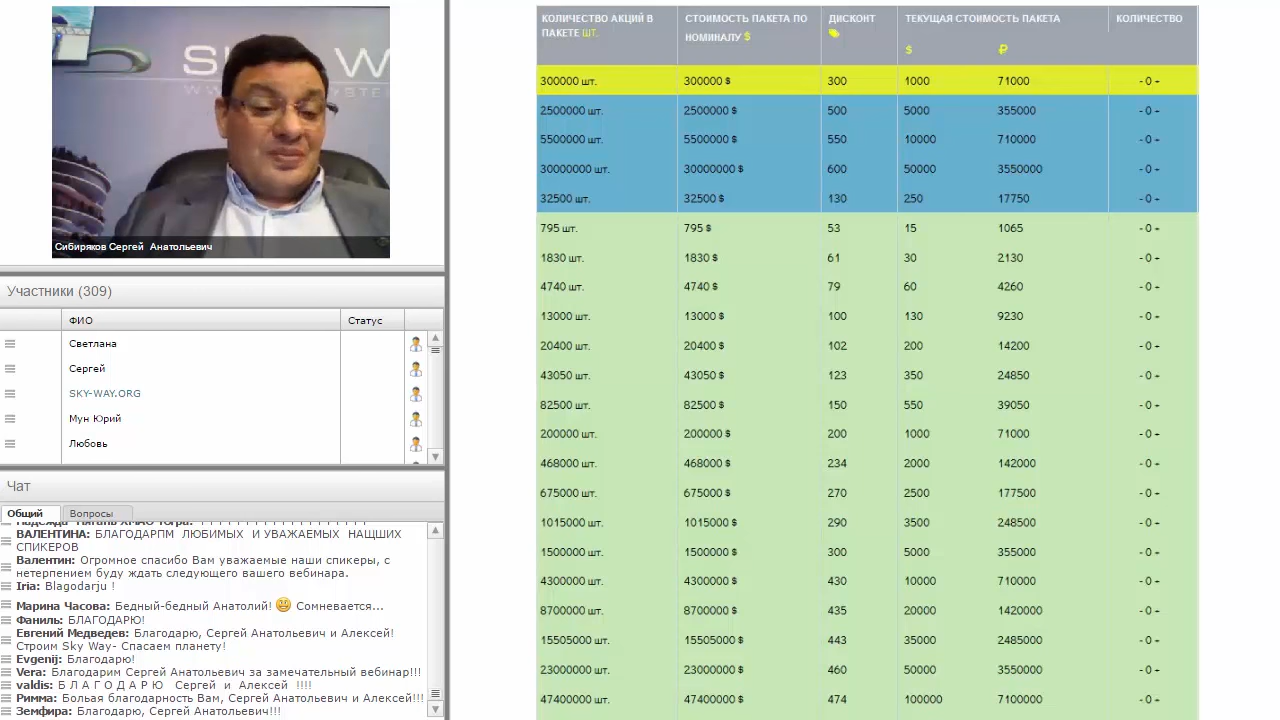 SKY W
WWW
Сибиряков Сергей Анатольевич
Участники (309)
ФИО Статус
Светлана
Сергей
SKY-WAY.ORG
Мун Юрий
Любовь
Чат
Общий Вопросы
ВАЛЕНТИНА: БЛАГОДАРПМ ЛЮБИМЫХ И УВАЖАЕМЫХ НАЩШИХ
СПИКЕРОВ
Валентин: Огромное спасибо Вам уважаемые наши спикеры, с
нетерпением буду ждать следующего вашего вебинара.
Iria: Blagodarju !
Марина Часова: Бедный-бедный Анатолий! Сомневается...
Фаниль: БЛАГОДАРЮ!
Евгений Медведев: Благодарю, Сергей Анатольевич и Алексей!
Строим Sky Way- Спасаем планету!
Evgenij: Благодарю!
Vera: Благодарим Сергей Анатольевич за замечательный вебинар!!!
valdis: Б Л А Г О Д А Р Ю Сергей и Алексей !!!!
Римма: Больая благодарность Вам, Сергей Анатольевич и Алексей!!!
Земфира: Благодарю, Сергей Анатольевич!!!
КОЛИЧЕСТВО АКЦИЙ В СТОИМОСТЬ ПАКЕТА ПО ДИСКОНТ ТЕКУЩАЯ СТОИМОСТЬ ПАКЕТА КОЛИЧЕСТВО
ПАКЕТЕ ШТ. НОМИНАЛУ $
$ ₽
300000 шт. 300000 $ 300 1000 71000 - 0 +
2500000 шт. 2500000 $ 500 5000 355000 - 0 +
5500000 шт. 5500000 $ 550 10000 710000 - 0 +
30000000 шт. 30000000 $ 600 50000 3550000 - 0 +
32500 шт. 32500 $ 130 250 17750 - 0 +
795 шт. 795 $ 53 15 1065 - 0 +
1830 шт. 1830 $ 61 30 2130 - 0 +
4740 шт. 4740 $ 79 60 4260 - 0 +
13000 шт. 13000 $ 100 130 9230 - 0 +
20400 шт. 20400 $ 102 200 14200 - 0 +
43050 шт. 43050 $ 123 350 24850 - 0 +
82500 шт. 82500 $ 150 550 39050 - 0 +
200000 шт. 200000 $ 200 1000 71000 - 0 +
468000 шт. 468000 $ 234 2000 142000 - 0 +
675000 шт. 675000 $ 270 2500 177500 - 0 +
1015000 шт. 1015000 $ 290 3500 248500 - 0 +
1500000 шт. 1500000 $ 300 5000 355000 - 0 +
4300000 шт. 4300000 $ 430 10000 710000 - 0 +
8700000 шт. 8700000 $ 435 20000 1420000 - 0 +
15505000 шт. 15505000 $ 443 35000 2485000 - 0 +
23000000 шт. 23000000 $ 460 50000 3550000 - 0 +
47400000 шт. 47400000 $ 474 100000 7100000 - 0 +